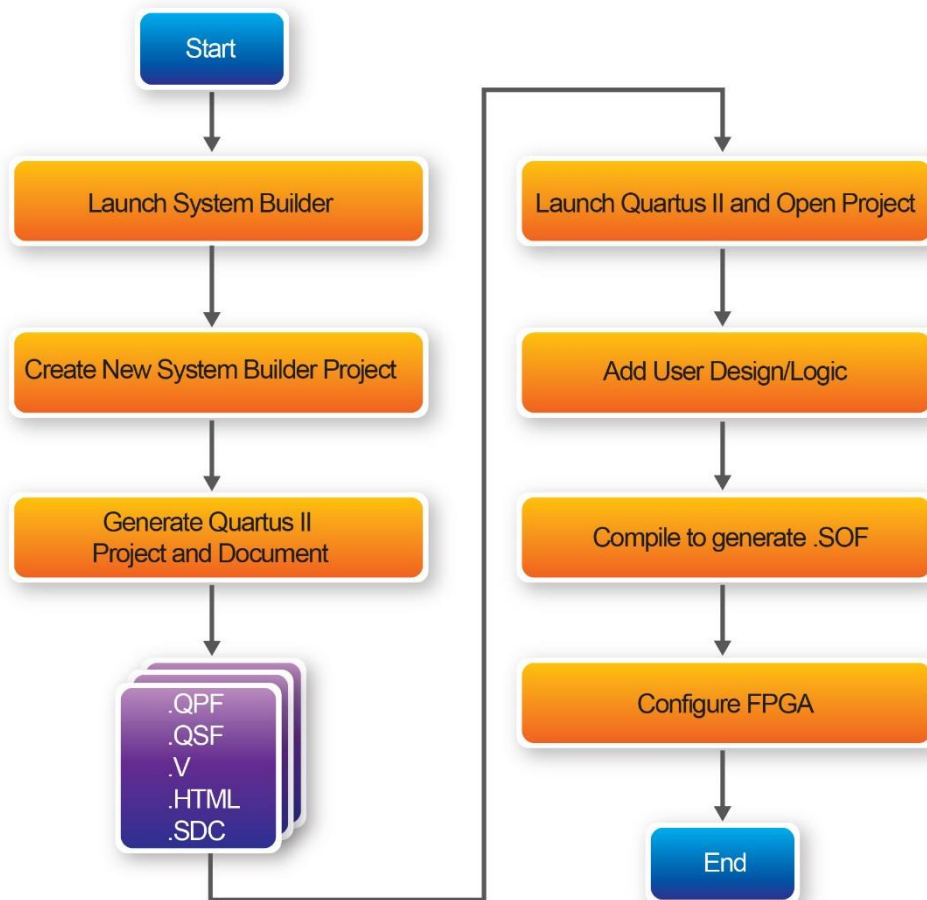 Start
Launch System Builder
Create New System Builder Project
Generate Quartus II
Project and Document
.QPF
.QSF
.V
.HTML
.SDC
Launch Quartus II and Open Project
Add User Design/Logic
Compile to generate .SOF
Configure FPGA
End